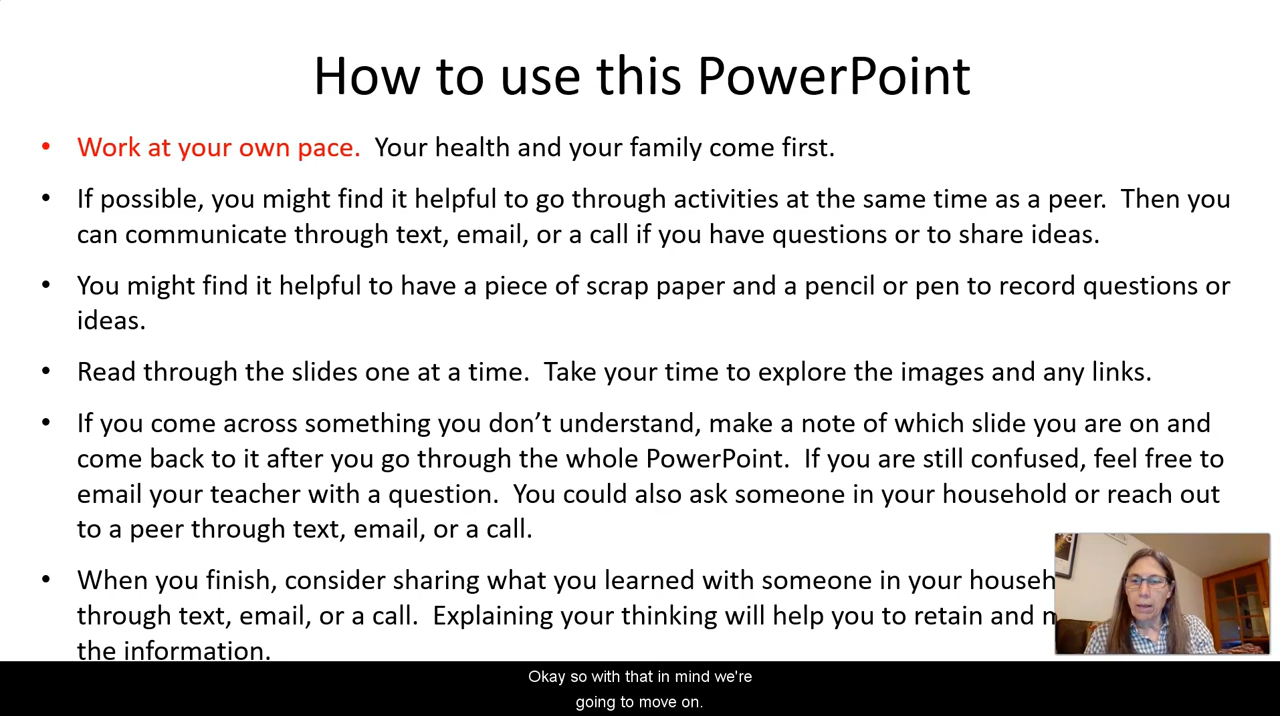 How to use this PowerPoint
• Work at your own pace. Your health and your family come first.
• If possible, you might find it helpful to go through activities at the same time as a peer. Then you
can communicate through text, email, or a call if you have questions or to share ideas.
• You might find it helpful to have a piece of scrap paper and a pencil or pen to record questions or
ideas.
• Read through the slides one at a time. Take your time to explore the images and any links.
• If you come across something you don’t understand, make a note of which slide you are on and
come back to it after you go through the whole PowerPoint. If you are still confused, feel free to
email your teacher with a question. You could also ask someone in your household or reach out
to a peer through text, email, or a call.
• When you finish, consider sharing what you learned with someone in your
through text, email, or a call. Explaining your thinking will help you to retain and
the information.
Okay so with that in mind we're
going to move on.